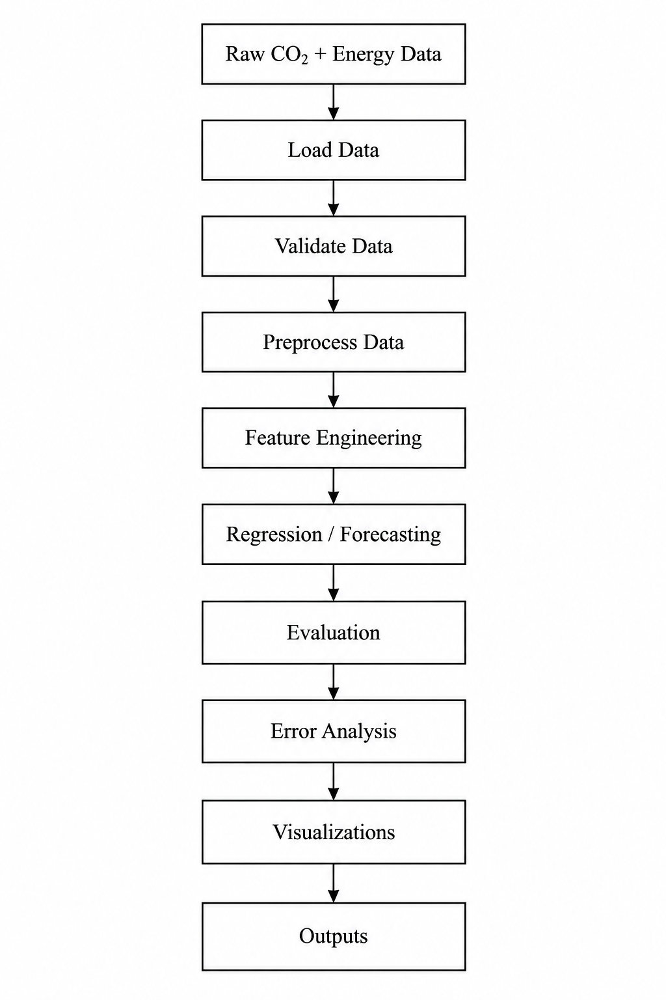 Raw CO₂ + Energy Data
Load Data
Validate Data
Preprocess Data
Feature Engineering
Regression / Forecasting
Evaluation
Error Analysis
Visualizations
Outputs